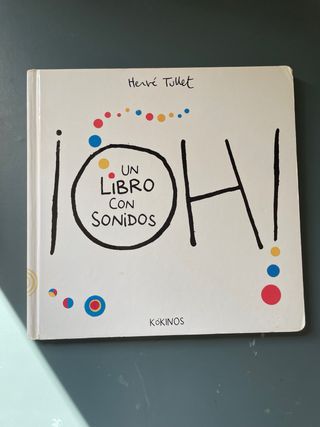 Hervé Tullet
¡OH!
UN
LIBRO
CON
SONIDOS
KÓKINOS